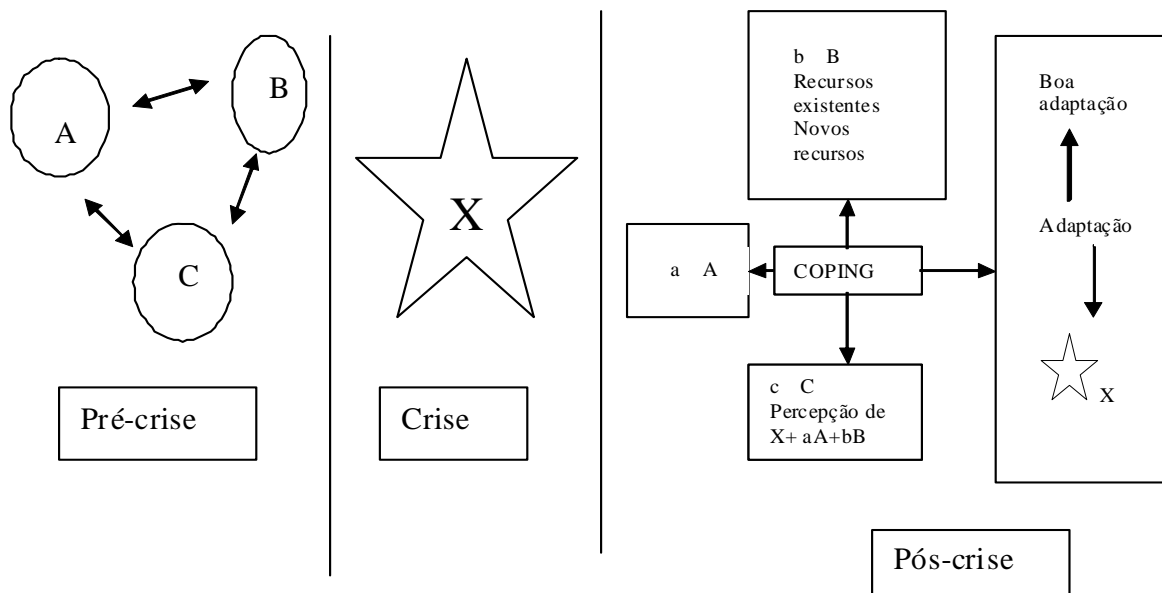 A
B
C
Pré-crise
X
Crise
b B
Recursos
existentes
Novos
recursos
a A
COPING
c C
Percepção de
X+ aA+bB
Boa
adaptação
Adaptação
X
Pós-crise